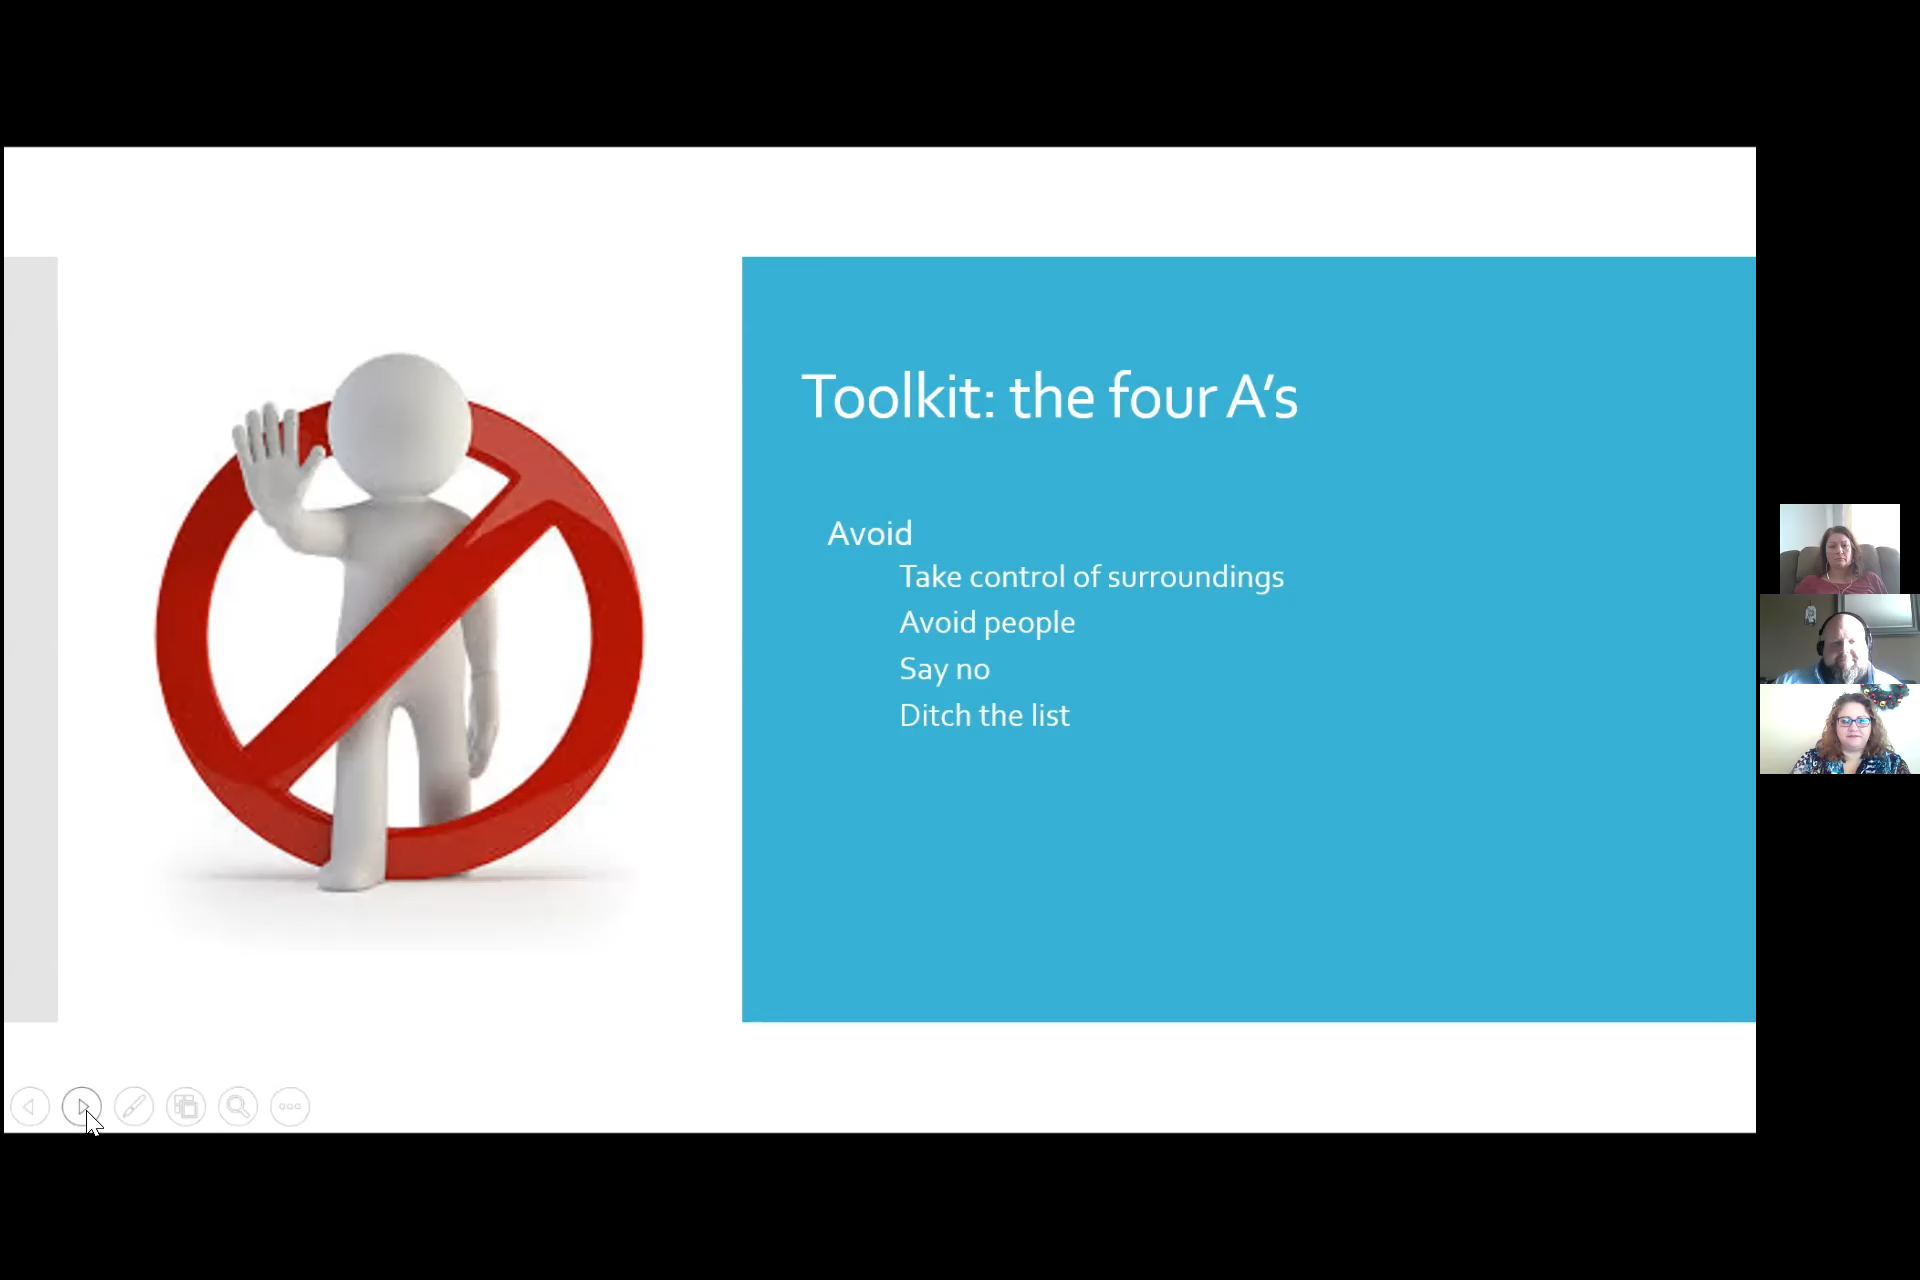 Toolkit: the four A’s
Avoid
Take control of surroundings
Avoid people
Say no
Ditch the list